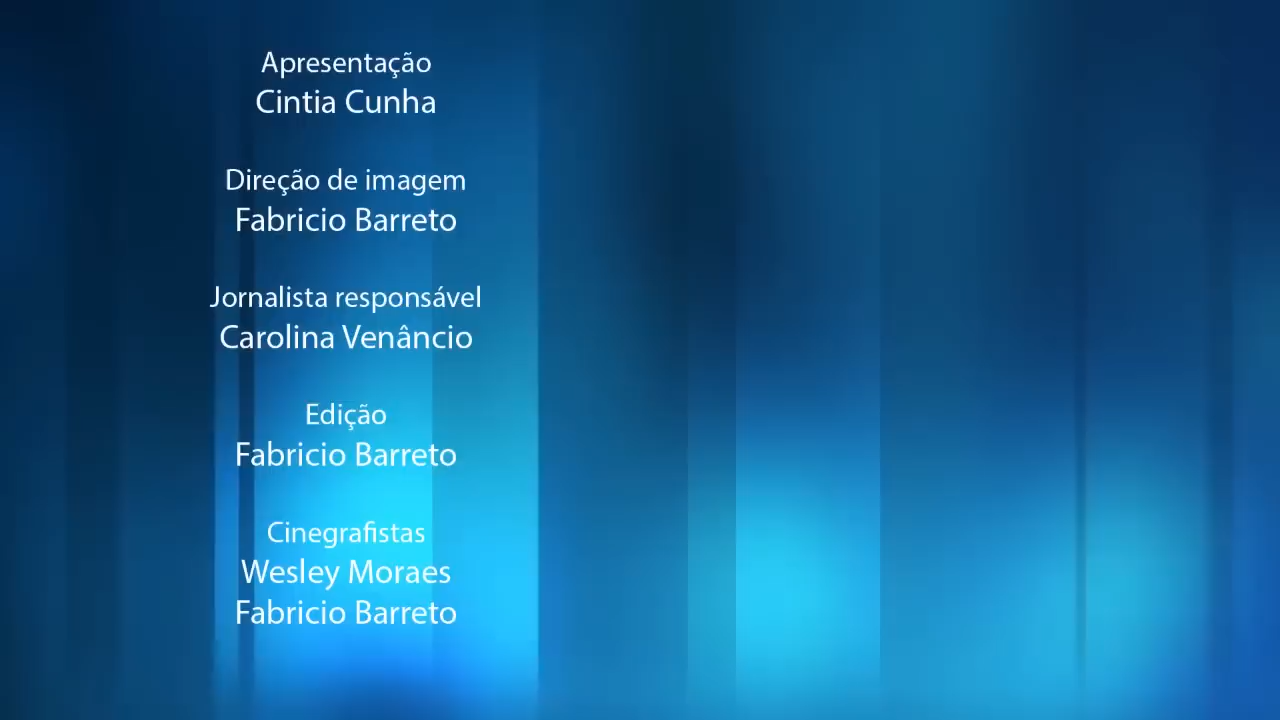 Apresentação
Cintia Cunha
Direção de imagem
Fabricio Barreto
Jornalista responsável
Carolina Venâncio
Edição
Fabricio Barreto
Cinegrafistas
Wesley Moraes
Fabricio Barreto